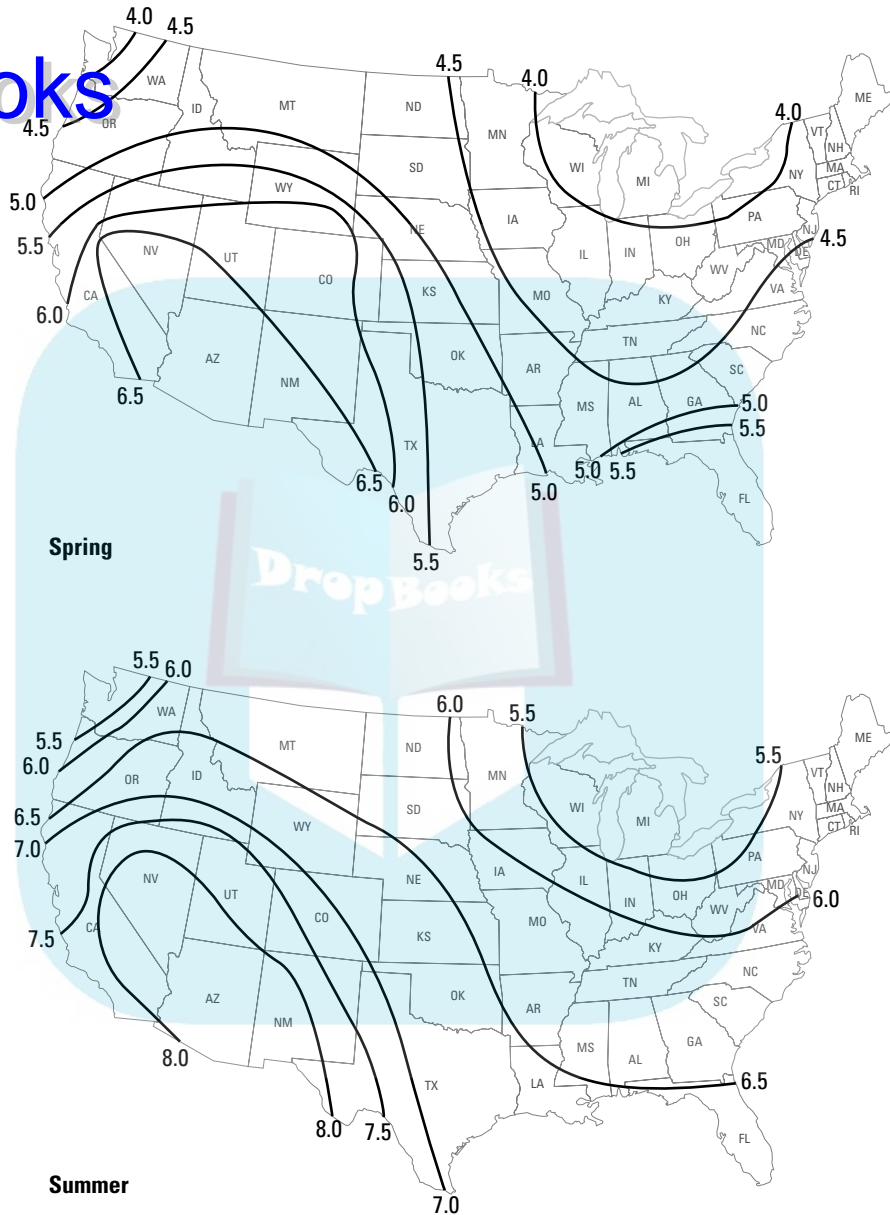 4.0 4.5
4.5 4.0 4.0
ooks
4.5
WA OR ID MT ND MN WI MI ME VT NH MA CT RI NY
5.0
5.5
WY SD IA NE IL IN OH PA NJ MD DE 4.5
NV UT CO KS MO KY WV VA
CA
6.0
AZ NM OK AR TN NC SC
6.5
TX LA MS AL GA 5.0
5.5
FL
6.5 6.0 5.0 5.0 5.5
5.5
Spring
Drop Books
5.5 6.0
6.0 5.5 5.5
5.5
6.0
WA OR ID MT ND MN WI MI ME VT NH MA CT RI NY
6.5
7.0
WY SD IA NE IL IN OH PA NJ MD DE 6.0
NV UT CO KS MO KY WV VA
CA
7.5
AZ NM OK AR TN NC SC
8.0
TX LA MS AL GA 6.5
FL
8.0 7.5
7.0
Summer